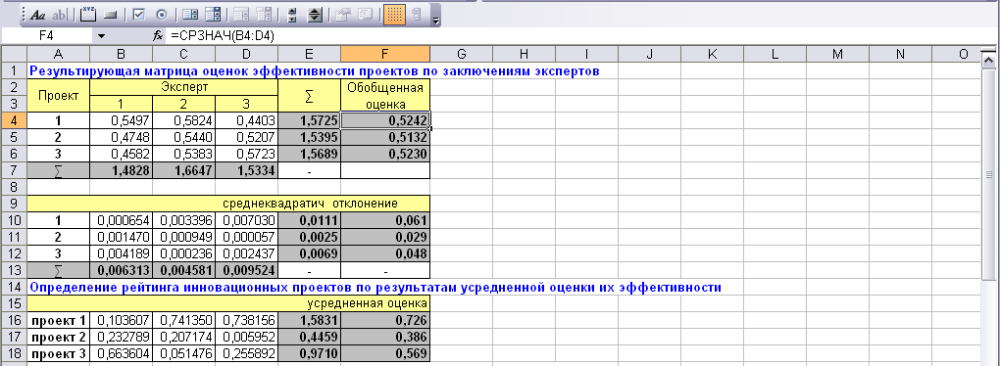 Aa ab| xyz
F4 fx =СРЗНАЧ(B4:D4)
A B C D E F G H I J K L M N O
1 Результирующая матрица оценок эффективности проектов по заключениям экспертов
2 Проект Эксперт ∑ Обобщенная
3 1 2 3 оценка
4 1 0,5497 0,5824 0,4403 1,5725 0,5242
5 2 0,4748 0,5440 0,5207 1,5395 0,5132
6 3 0,4582 0,5383 0,5723 1,5689 0,5230
7 ∑ 1,4828 1,6647 1,5334 -
8
9 среднеквадратич отклонение
10 1 0,000654 0,003396 0,007030 0,0111 0,061
11 2 0,001470 0,000949 0,000057 0,0025 0,029
12 3 0,004189 0,000236 0,002437 0,0069 0,048
13 ∑ 0,006313 0,004581 0,009524 - -
14 Определение рейтинга инновационных проектов по результатам усредненной оценки их эффективности
15 усредненная оценка
16 проект 1 0,103607 0,741350 0,738156 1,5831 0,726
17 проект 2 0,232789 0,207174 0,005952 0,4459 0,386
18 проект 3 0,663604 0,051476 0,255892 0,9710 0,569